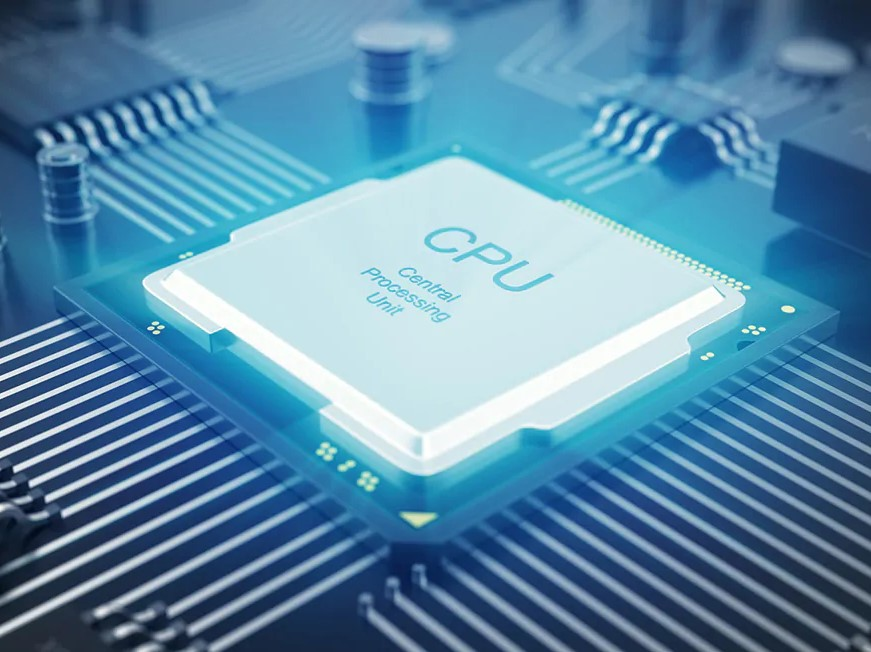 CPU
Central
Processing
Unit